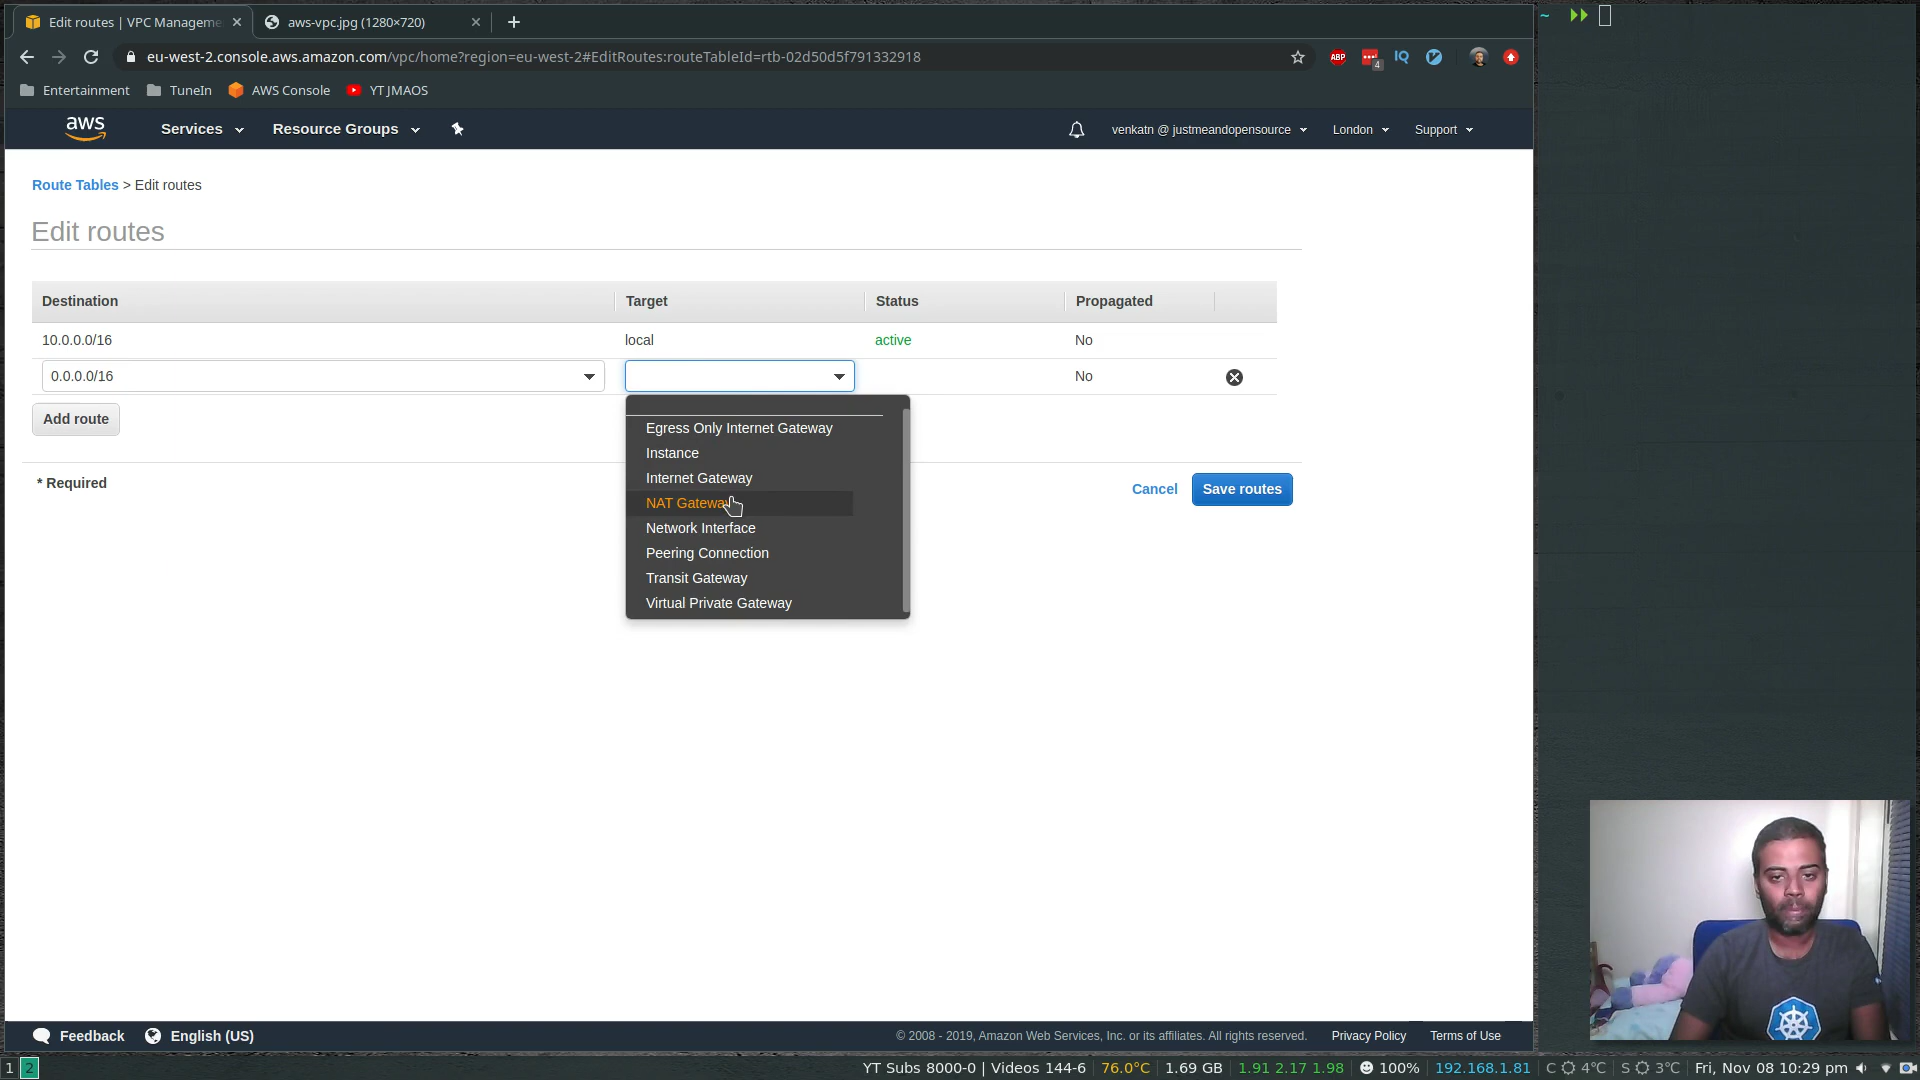 Edit routes | VPC Manageme
aws-vpc.jpg (1280×720)
~
eu-west-2.console.aws.amazon.com/vpc/home?region=eu-west-2#EditRoutes:routeTableId=rtb-02d50d5f791332918
ABP
4
IQ
Entertainment
TuneIn
AWS Console
YT JMAOS
aws
Services
Resource Groups
venkatn @ justmeandopensource
London
Support
Route Tables > Edit routes
Edit routes
Destination Target Status Propagated
10.0.0.0/16 local active No
0.0.0.0/16 No
Add route
Egress Only Internet Gateway
Instance
Internet Gateway
NAT Gateway
Network Interface
Peering Connection
Transit Gateway
Virtual Private Gateway
* Required
Cancel
Save routes
Feedback
English (US)
© 2008 - 2019, Amazon Web Services, Inc. or its affiliates. All rights reserved.
Privacy Policy
Terms of Use
1 2
YT Subs 8000-0 | Videos 144-6 | 76.0°C | 1.69 GB | 1.91 2.17 1.98 | 100% | 192.168.1.81 | C 4°C | S 3°C | Fri, Nov 08 10:29 pm